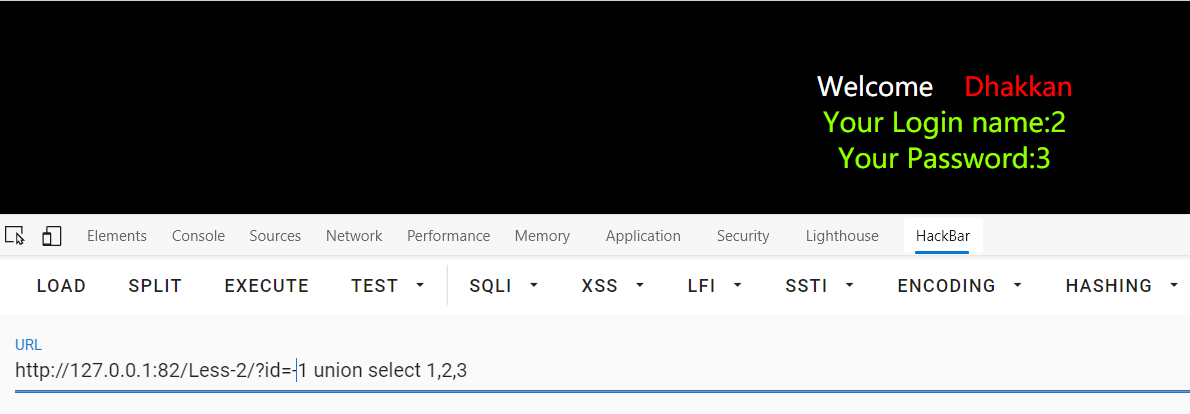 Welcome Dhakkan
Your Login name:2
Your Password:3
Elements Console Sources Network Performance Memory Application Security Lighthouse HackBar
LOAD SPLIT EXECUTE TEST SQLI XSS LFI SSTI ENCODING HASHING
URL
http://127.0.0.1:82/Less-2/?id=-1 union select 1,2,3